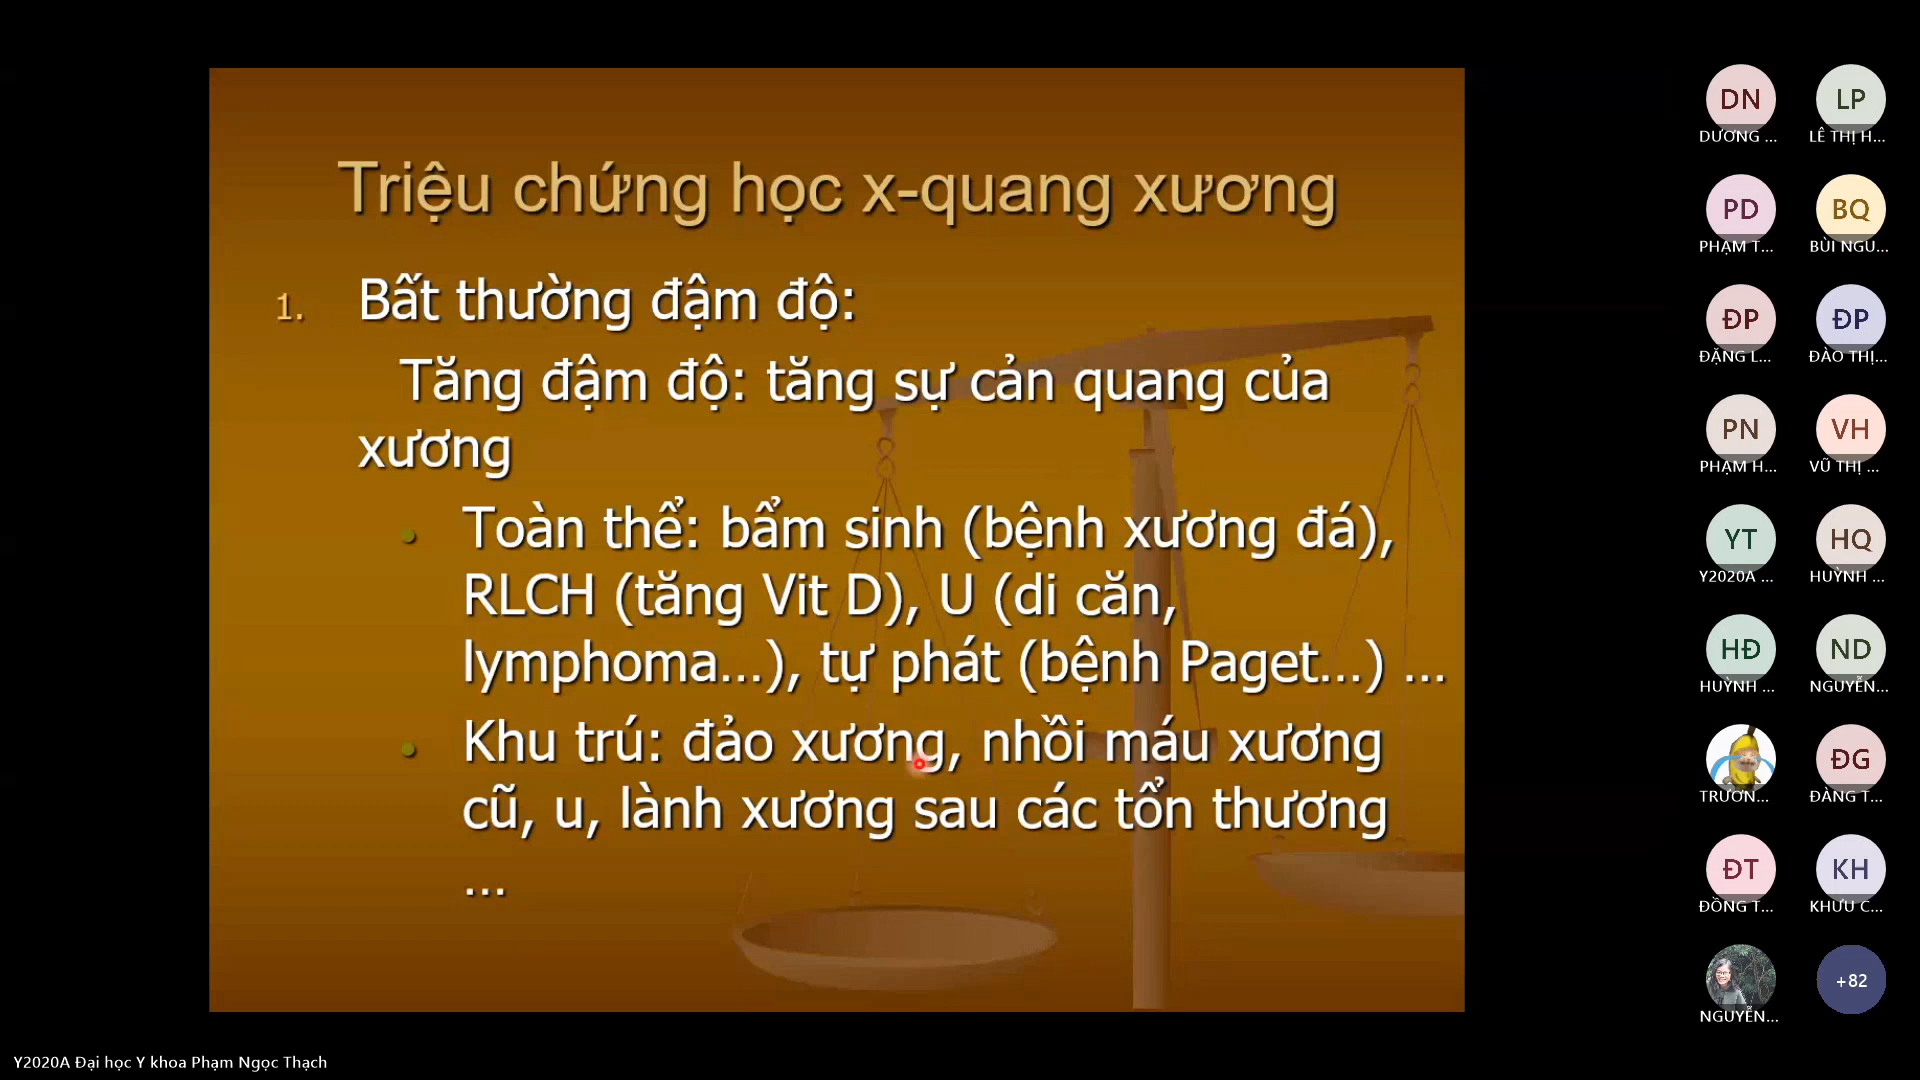 Triệu chứng học x-quang xương
1. Bất thường đậm độ:
Tăng đậm độ: tăng sự cản quang của
xương
Toàn thể: bẩm sinh (bệnh xương đá),
RLCH (tăng Vit D), U (di căn,
lymphoma...), tự phát (bệnh Paget...) ...
Khu trú: đảo xương, nhồi máu xương
cũ, u, lành xương sau các tổn thương
...
DN
DƯƠNG ...
LP
LÊ THỊ H...
PD
PHẠM T...
BQ
BÙI NGU...
ĐP
ĐẶNG L...
ĐP
ĐÀO THỊ...
PN
PHẠM H...
VH
VŨ THỊ ...
YT
Y2020A ...
HQ
HUỲNH ...
HĐ
HUỲNH ...
ND
NGUYỄN...
TRƯƠN...
ĐG
ĐÀNG T...
ĐT
ĐỒNG T...
KH
KHƯU C...
NGUYỄN...
+82
Y2020A Đại học Y khoa Phạm Ngọc Thạch